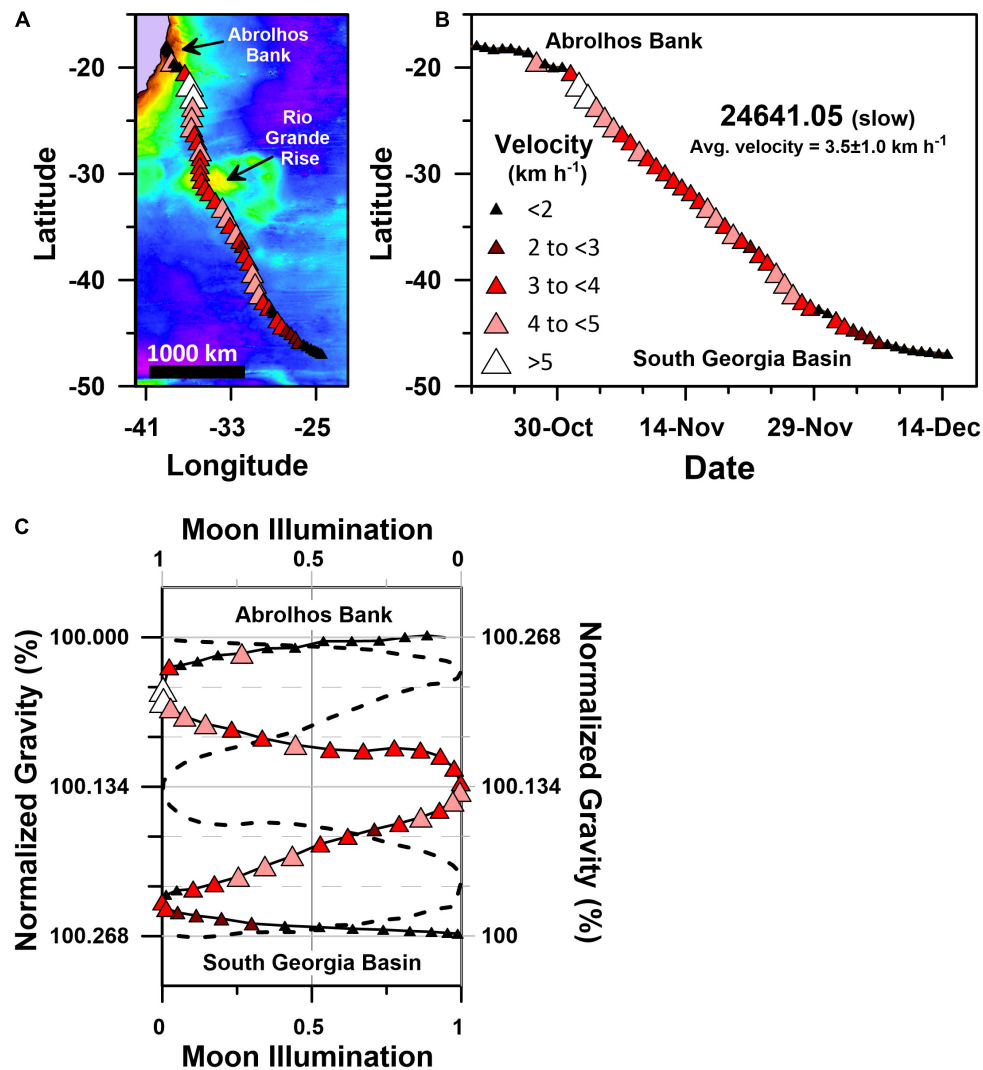 A
Abrolhos
Bank
Rio
Grande
Rise
-20
-30
-40
-50
Latitude
1000 km
-41
-33
-25
Longitude
B
Abrolhos Bank
24641.05 (slow)
Avg. velocity = 3.5±1.0 km h-1
Velocity
(km h-1)
<2
2 to <3
3 to <4
4 to <5
>5
South Georgia Basin
-20
-30
-40
-50
Latitude
30-Oct
14-Nov
29-Nov
14-Dec
Date
C
Moon Illumination
1
0.5
0
Abrolhos Bank
100.000
100.134
100.268
Normalized Gravity (%)
100.268
100.134
100
Normalized Gravity (%)
South Georgia Basin
0
0.5
1
Moon Illumination